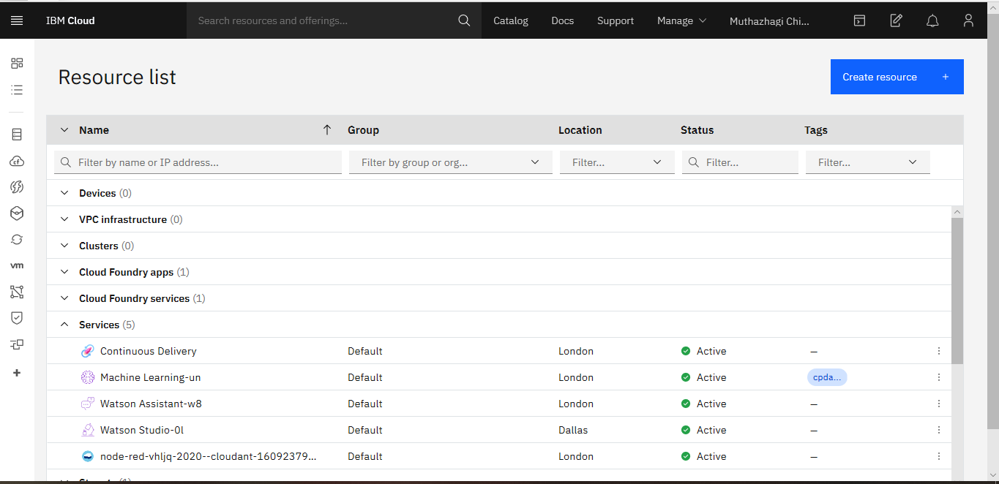 IBM Cloud
Search resources and offerings...
Catalog
Docs
Support
Manage
Muthazhagi Chi...
Resource list
Create resource +
Name Group Location Status Tags
Filter by name or IP address... Filter by group or org... Filter... Filter... Filter...
Devices (0)
VPC infrastructure (0)
Clusters (0)
Cloud Foundry apps (1)
Cloud Foundry services (1)
Services (5)
Continuous Delivery Default London Active –
Machine Learning-un Default London Active cpda...
Watson Assistant-w8 Default London Active –
Watson Studio-0l Default Dallas Active –
node-red-vhljq-2020--cloudant-16092379... Default London Active –
cf
vm